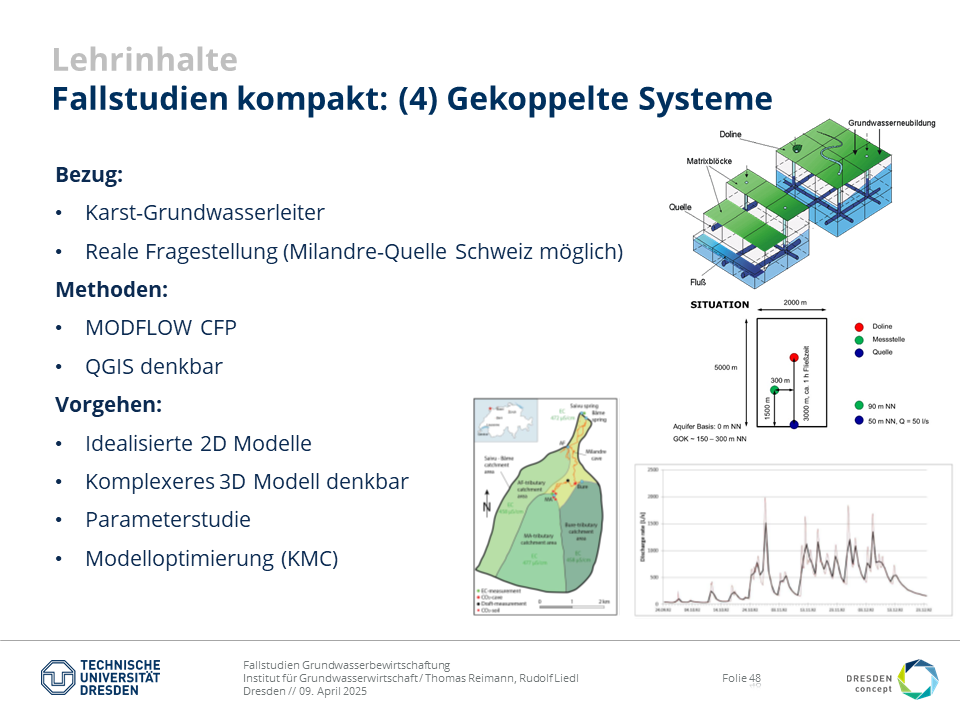 Lehrinhalte
Fallstudien kompakt: (4) Gekoppelte Systeme
Bezug:
• Karst-Grundwasserleiter
• Reale Fragestellung (Milandre-Quelle Schweiz möglich)
Methoden:
• MODFLOW CFP
• QGIS denkbar
Vorgehen:
• Idealisierte 2D Modelle
• Komplexeres 3D Modell denkbar
• Parameterstudie
• Modelloptimierung (KMC)
Grundwasserneubildung
Doline
Matrixblöcke
Quelle
Fluß
SITUATION
2000 m
Doline
Messstelle
Quelle
5000 m
300 m
1500 m
3000 m, ca. 1 h Fließzeit
90 m NN
50 m NN, Q = 50 l/s
Aquifer Basis: 0 m NN
GOK ~ 150 – 300 mNN
Saivu spring
Bâme spring
Milandre cave
Saivu - Bâme catchment area
AF-tributary catchment area
MA-tributary catchment area
Bure-tributary catchment area
N
EC-measurement
CO₂-cave
Draft-measurement
CO₂-soil
0 1 2 km
Discharge rate [L/s]
2500
2000
1500
1000
500
0
TECHNISCHE
UNIVERSITÄT
DRESDEN
Fallstudien Grundwasserbewirtschaftung
Institut für Grundwasserwirtschaft / Thomas Reimann, Rudolf Liedl
Dresden // 09. April 2025
Folie 48
DRESDEN
concept